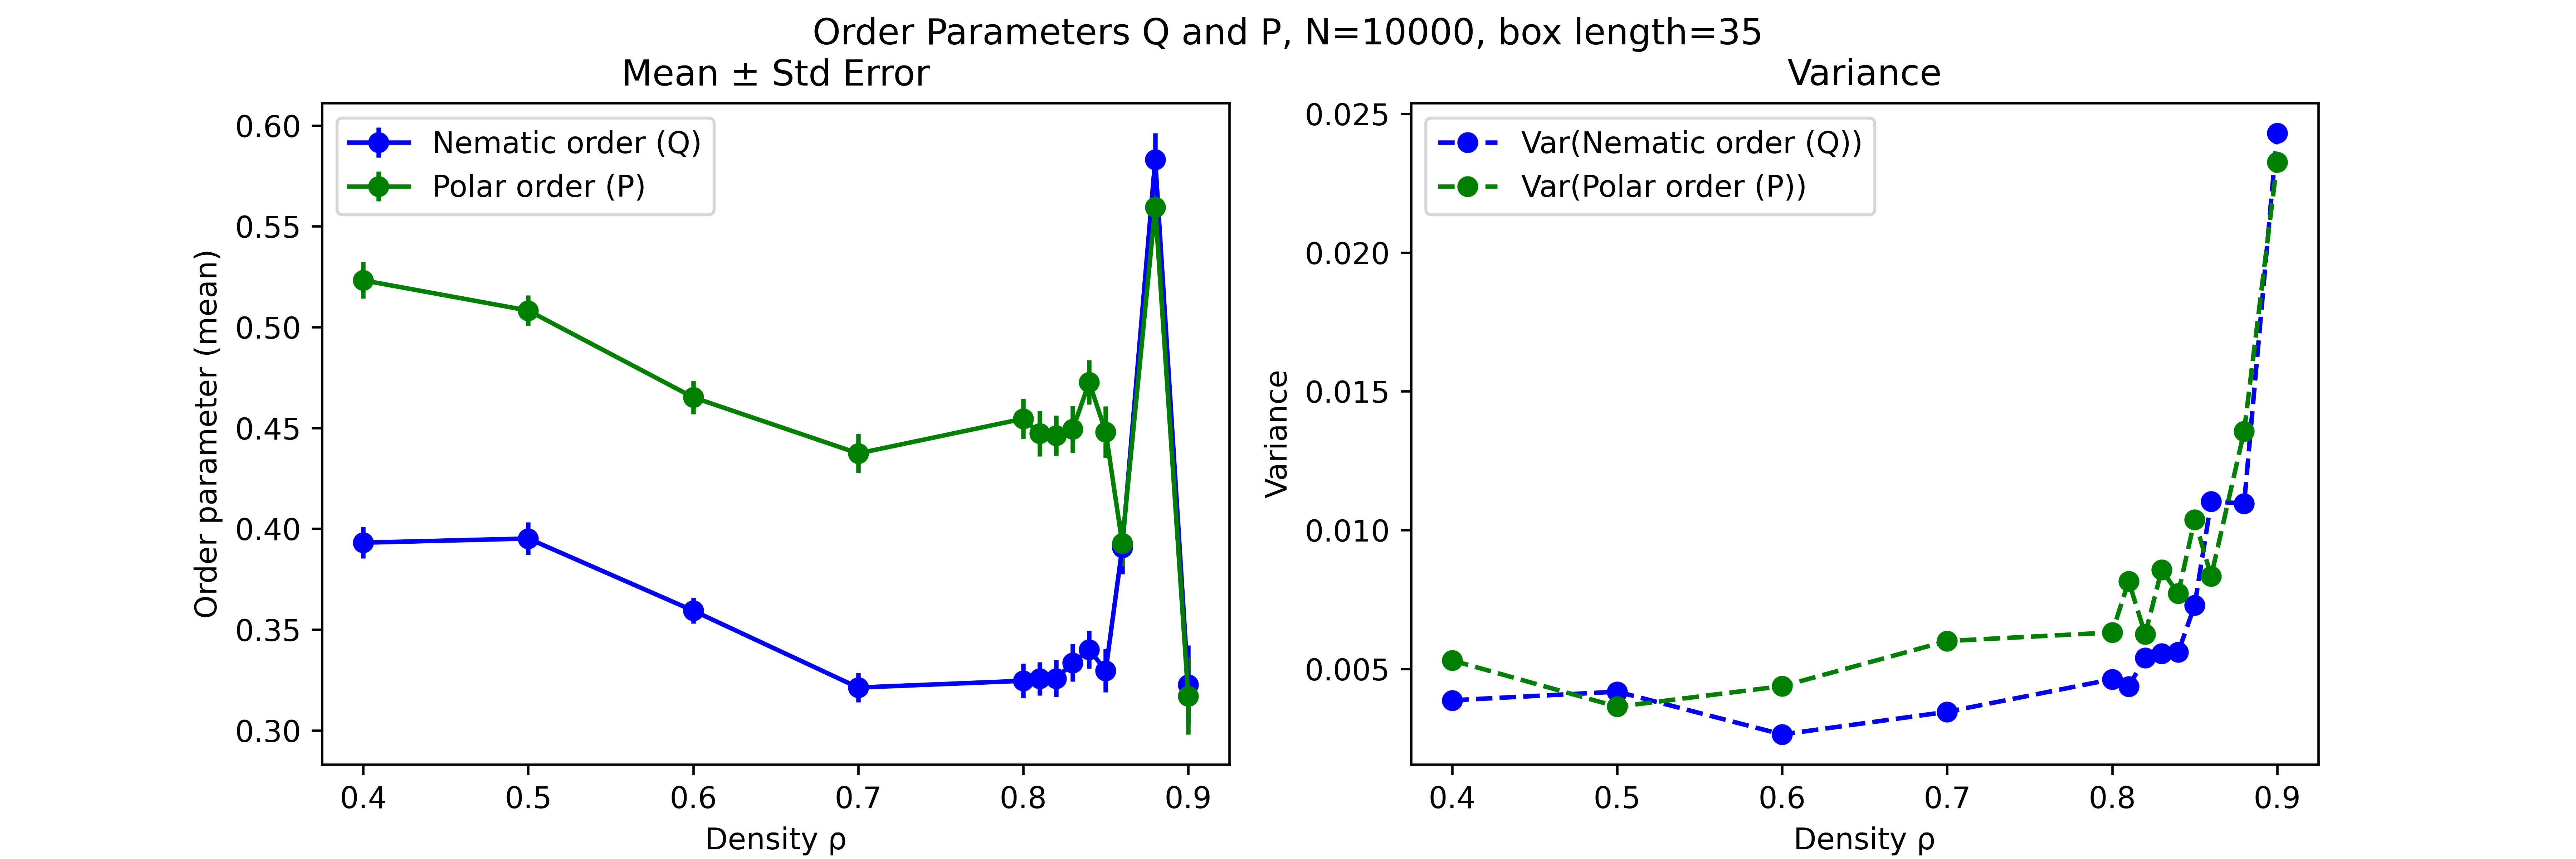 Order Parameters Q and P, N=10000, box length=35
Mean ± Std Error
Nematic order (Q)
Polar order (P)
Order parameter (mean)
0.60
0.55
0.50
0.45
0.40
0.35
0.30
0.4 0.5 0.6 0.7 0.8 0.9
Density ρ
Variance
Var(Nematic order (Q))
Var(Polar order (P))
Variance
0.025
0.020
0.015
0.010
0.005
0.4 0.5 0.6 0.7 0.8 0.9
Density ρ